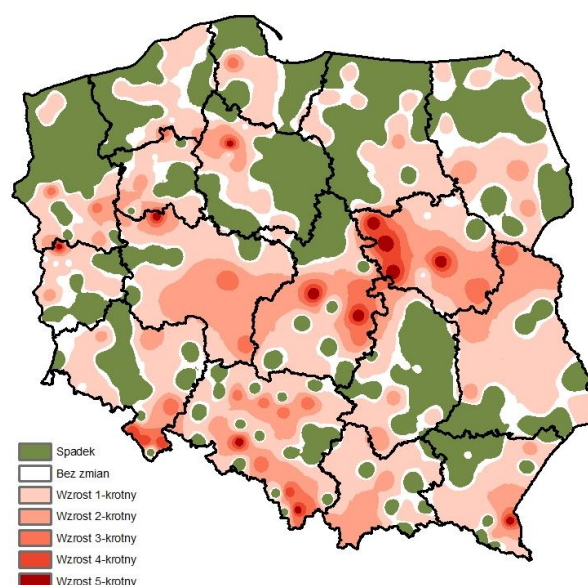 Spadek
Bez zmian
Wzrost 1-krotny
Wzrost 2-krotny
Wzrost 3-krotny
Wzrost 4-krotny
Wzrost 5-krotny